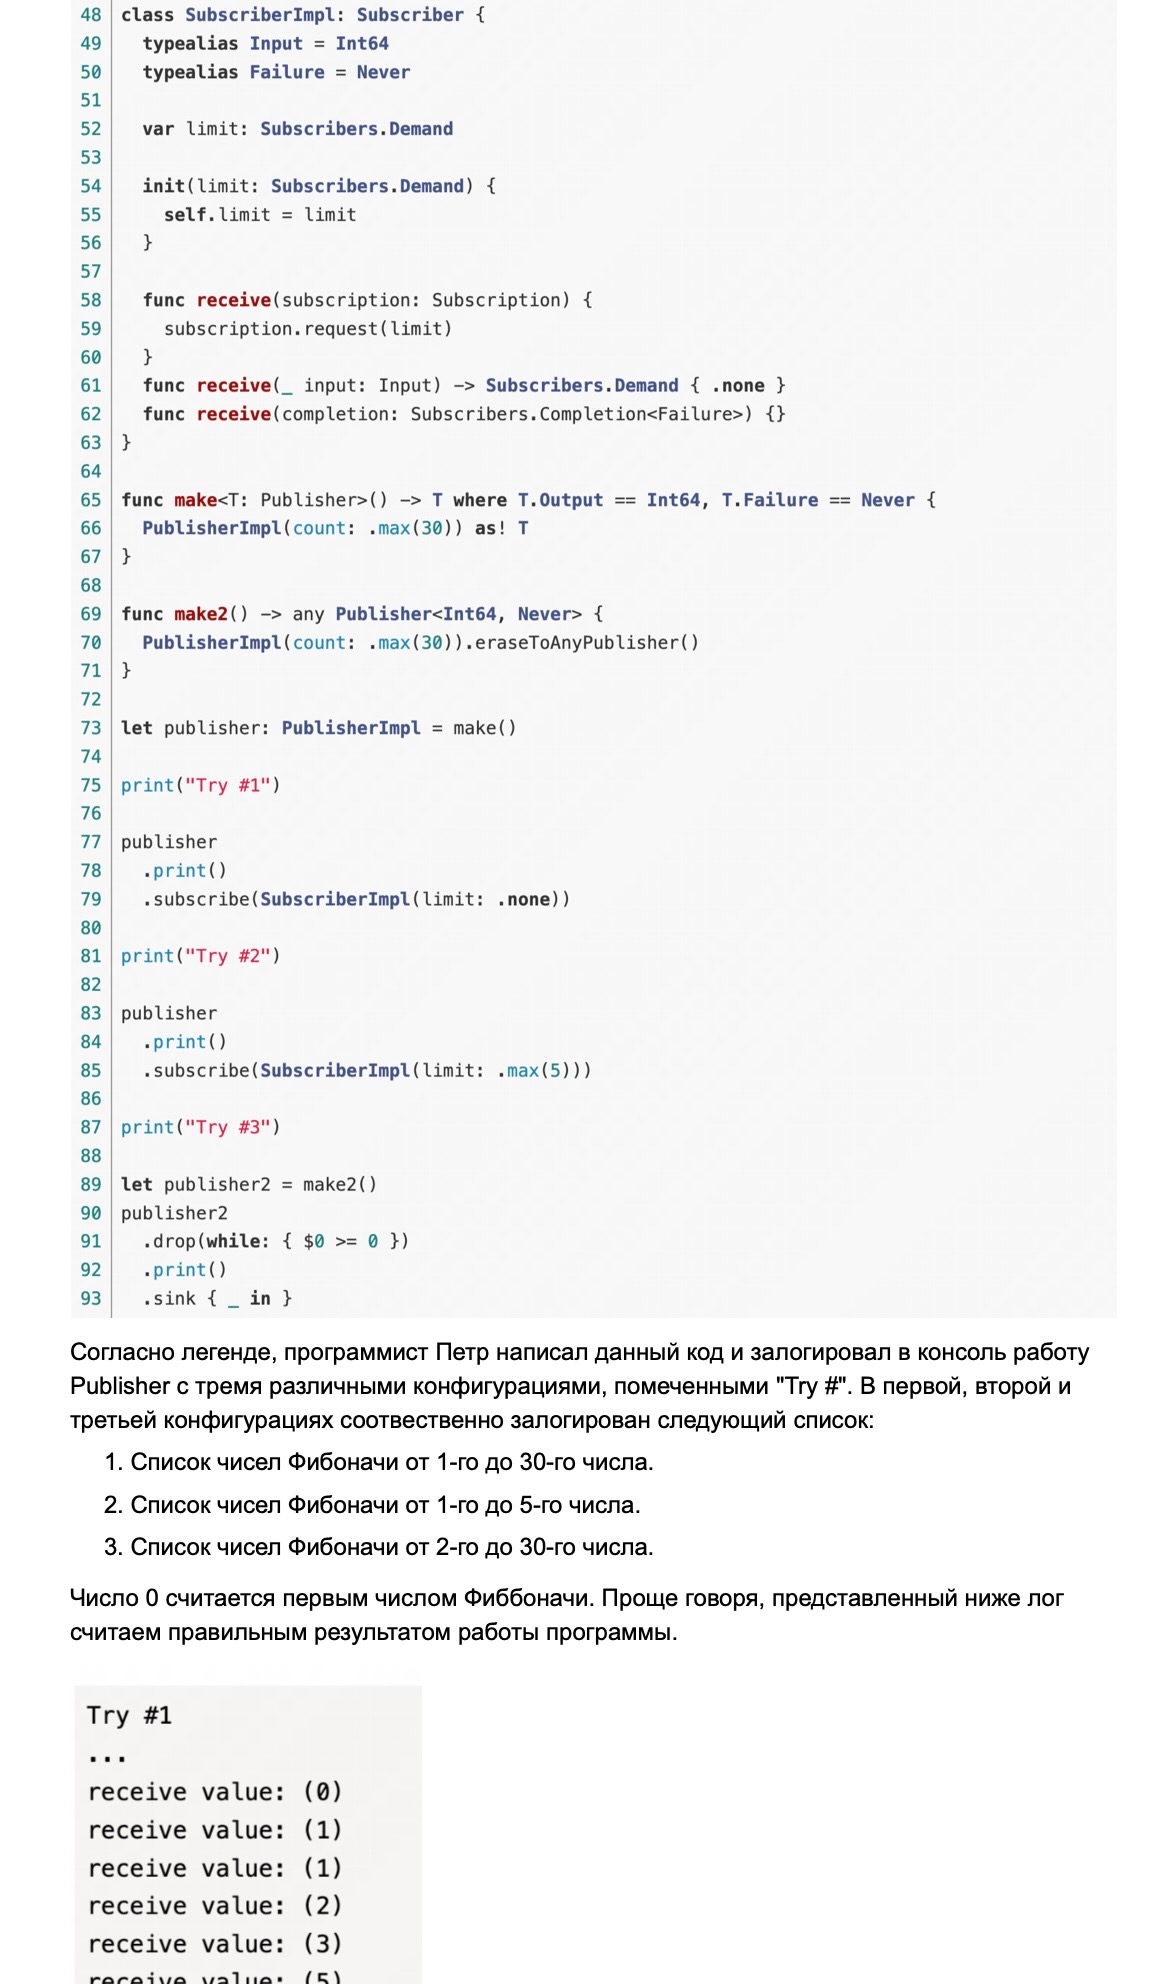 48 class SubscriberImpl: Subscriber {
49   typealias Input = Int64
50   typealias Failure = Never
51
52   var limit: Subscribers.Demand
53
54   init(limit: Subscribers.Demand) {
55     self.limit = limit
56   }
57
58   func receive(subscription: Subscription) {
59     subscription.request(limit)
60   }
61   func receive(_ input: Input) -> Subscribers.Demand { .none }
62   func receive(completion: Subscribers.Completion<Failure>) {}
63 }
64
65 func make<T: Publisher>() -> T where T.Output == Int64, T.Failure == Never {
66   PublisherImpl(count: .max(30)) as! T
67 }
68
69 func make2() -> any Publisher<Int64, Never> {
70   PublisherImpl(count: .max(30)).eraseToAnyPublisher()
71 }
72
73 let publisher: PublisherImpl = make()
74
75 print("Try #1")
76
77 publisher
78   .print()
79   .subscribe(SubscriberImpl(limit: .none))
80
81 print("Try #2")
82
83 publisher
84   .print()
85   .subscribe(SubscriberImpl(limit: .max(5)))
86
87 print("Try #3")
88
89 let publisher2 = make2()
90 publisher2
91   .drop(while: { $0 >= 0 })
92   .print()
93   .sink { _ in }
Согласно легенде, программист Петр написал данный код и залогировал в консоль работу
Publisher с тремя различными конфигурациями, помеченными "Try #". В первой, второй и
третьей конфигурациях соотвественно залогирован следующий список:
1. Список чисел Фибоначи от 1-го до 30-го числа.
2. Список чисел Фибоначи от 1-го до 5-го числа.
3. Список чисел Фибоначи от 2-го до 30-го числа.
Число 0 считается первым числом Фиббоначи. Проще говоря, представленный ниже лог
считаем правильным результатом работы программы.
Try #1
...
receive value: (0)
receive value: (1)
receive value: (1)
receive value: (2)
receive value: (3)
receive value: (5)